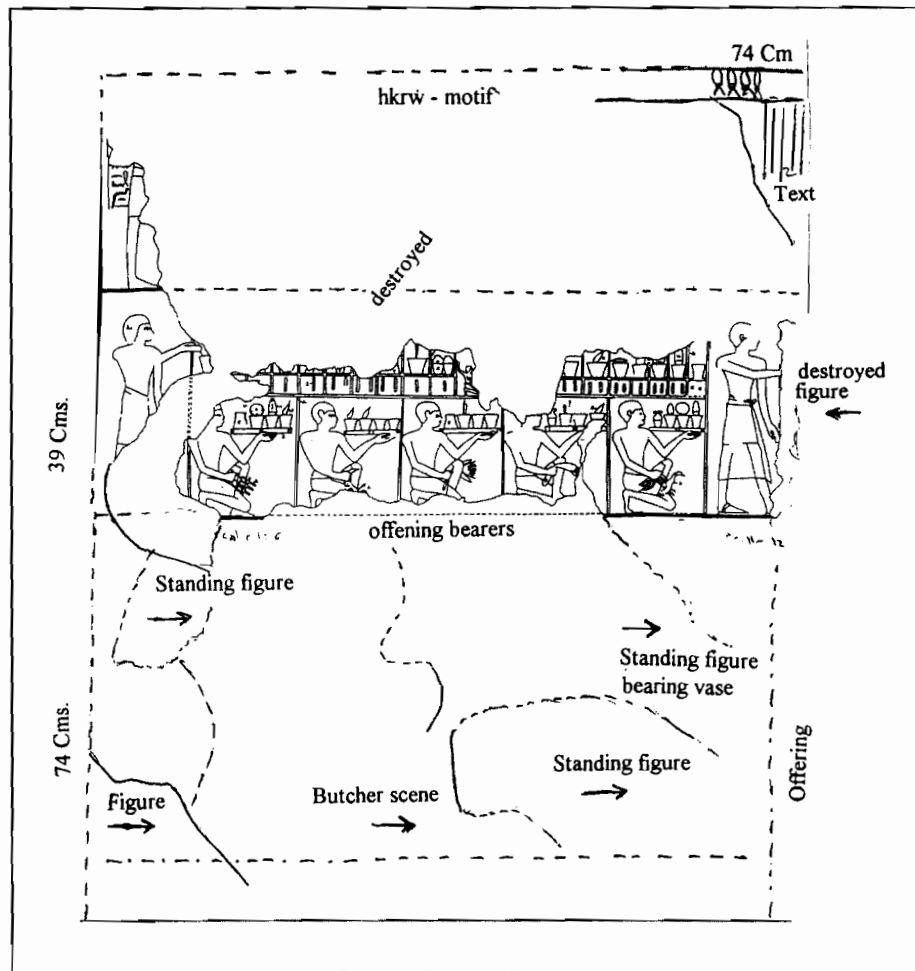 74 Cm
hkrw - motif
Text
destroyed
destroyed
figure
39 Cms.
offening bearers
Standing figure
Standing figure
bearing vase
74 Cms.
Standing figure
Offering
Figure
Butcher scene